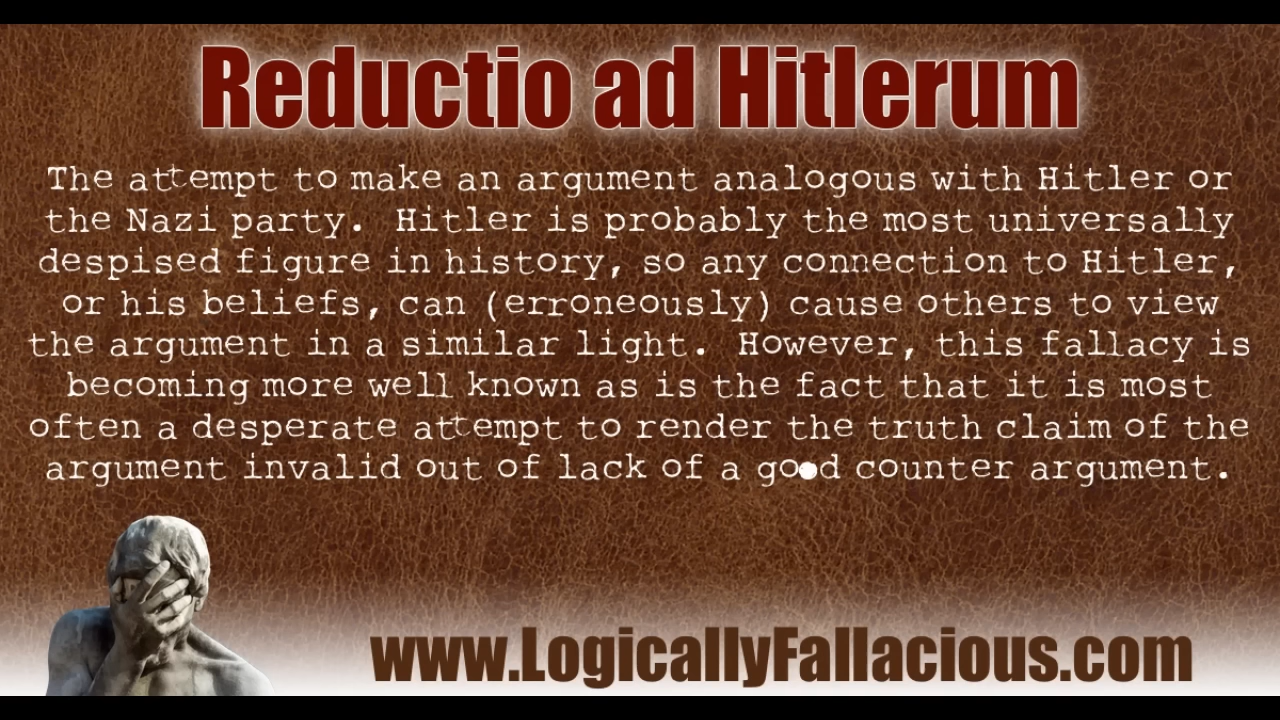 Reductio ad Hitlerum
The attempt to make an argument analogous with Hitler or
the Nazi party. Hitler is probably the most universally
despised figure in history, so any connection to Hitler,
or his beliefs, can (erroneously) cause others to view
the argument in a similar light. However, this fallacy is
becoming more well known as is the fact that it is most
often a desperate attempt to render the truth claim of the
argument invalid out of lack of a good counter argument.
www.LogicallyFallacious.com